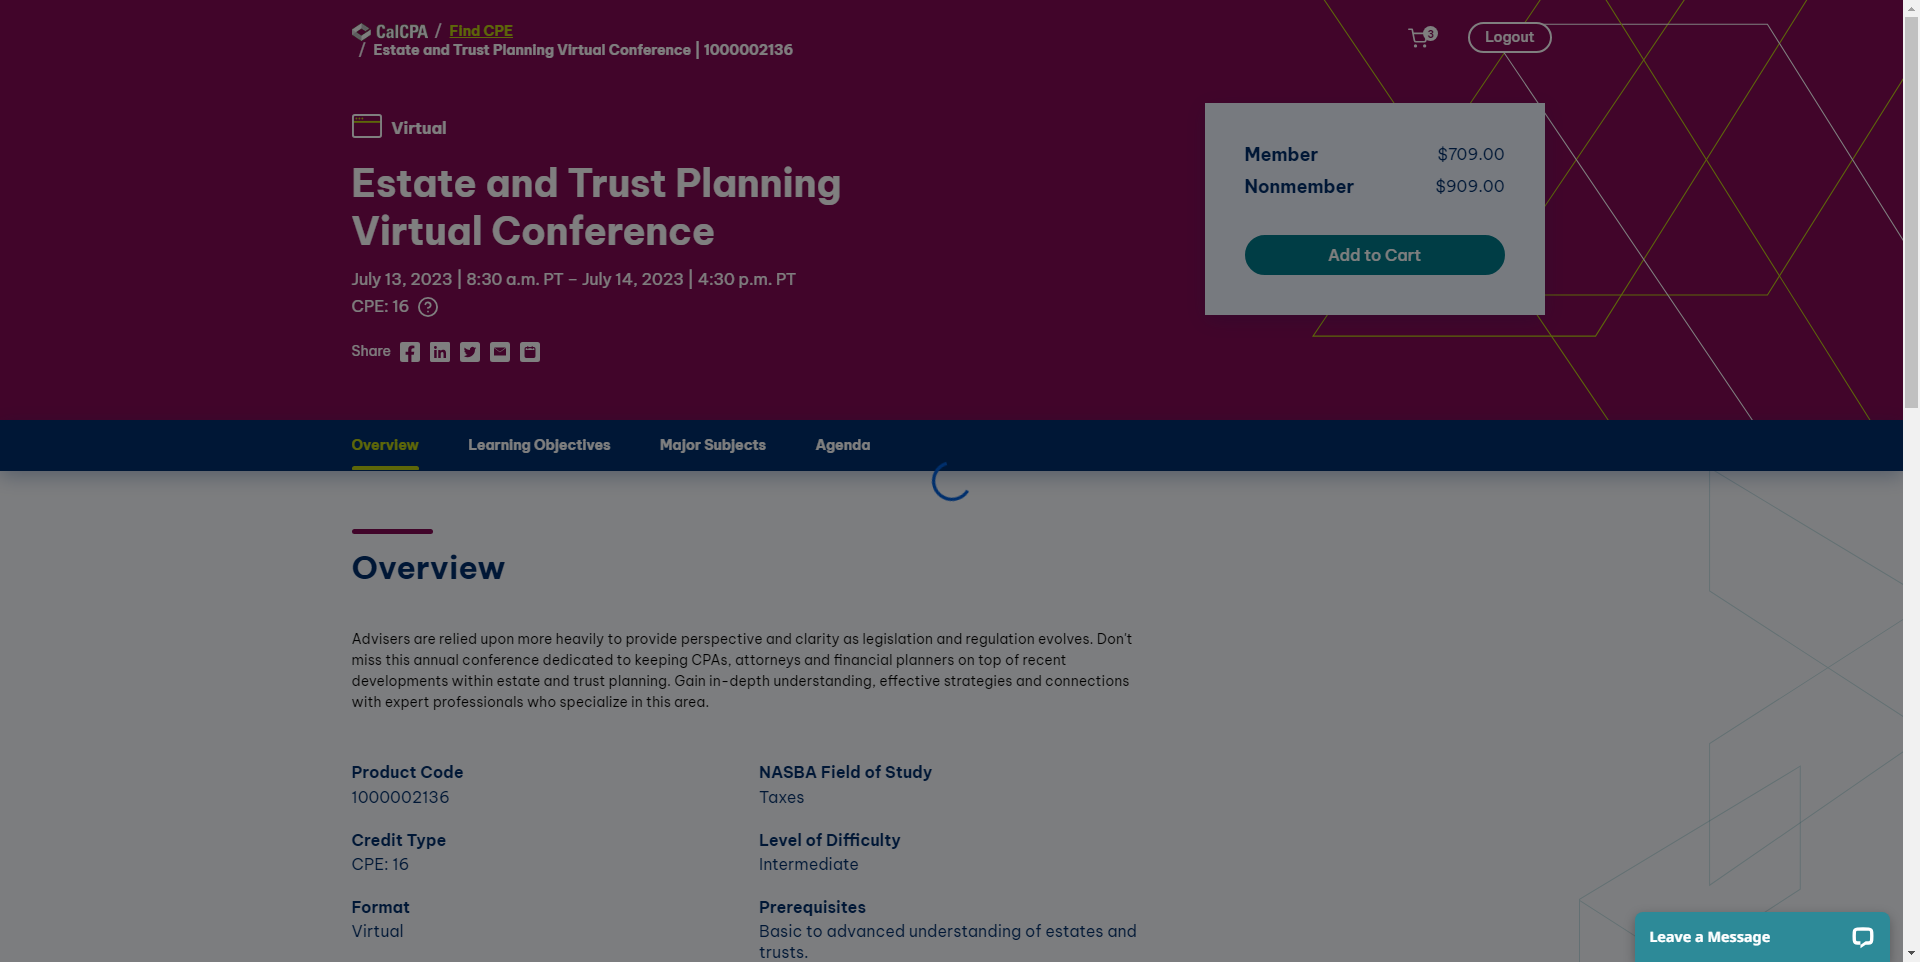 CalCPA / Find CPE
/ Estate and Trust Planning Virtual Conference | 1000002136
3
Logout
Virtual
Estate and Trust Planning
Virtual Conference
July 13, 2023 | 8:30 a.m. PT – July 14, 2023 | 4:30 p.m. PT
CPE: 16 ?
Share
Member $709.00
Nonmember $909.00
Add to Cart
Overview Learning Objectives Major Subjects Agenda
Overview
Advisers are relied upon more heavily to provide perspective and clarity as legislation and regulation evolves. Don't
miss this annual conference dedicated to keeping CPAs, attorneys and financial planners on top of recent
developments within estate and trust planning. Gain in-depth understanding, effective strategies and connections
with expert professionals who specialize in this area.
Product Code
1000002136
NASBA Field of Study
Taxes
Credit Type
CPE: 16
Level of Difficulty
Intermediate
Format
Virtual
Prerequisites
Basic to advanced understanding of estates and
trusts.
Leave a Message